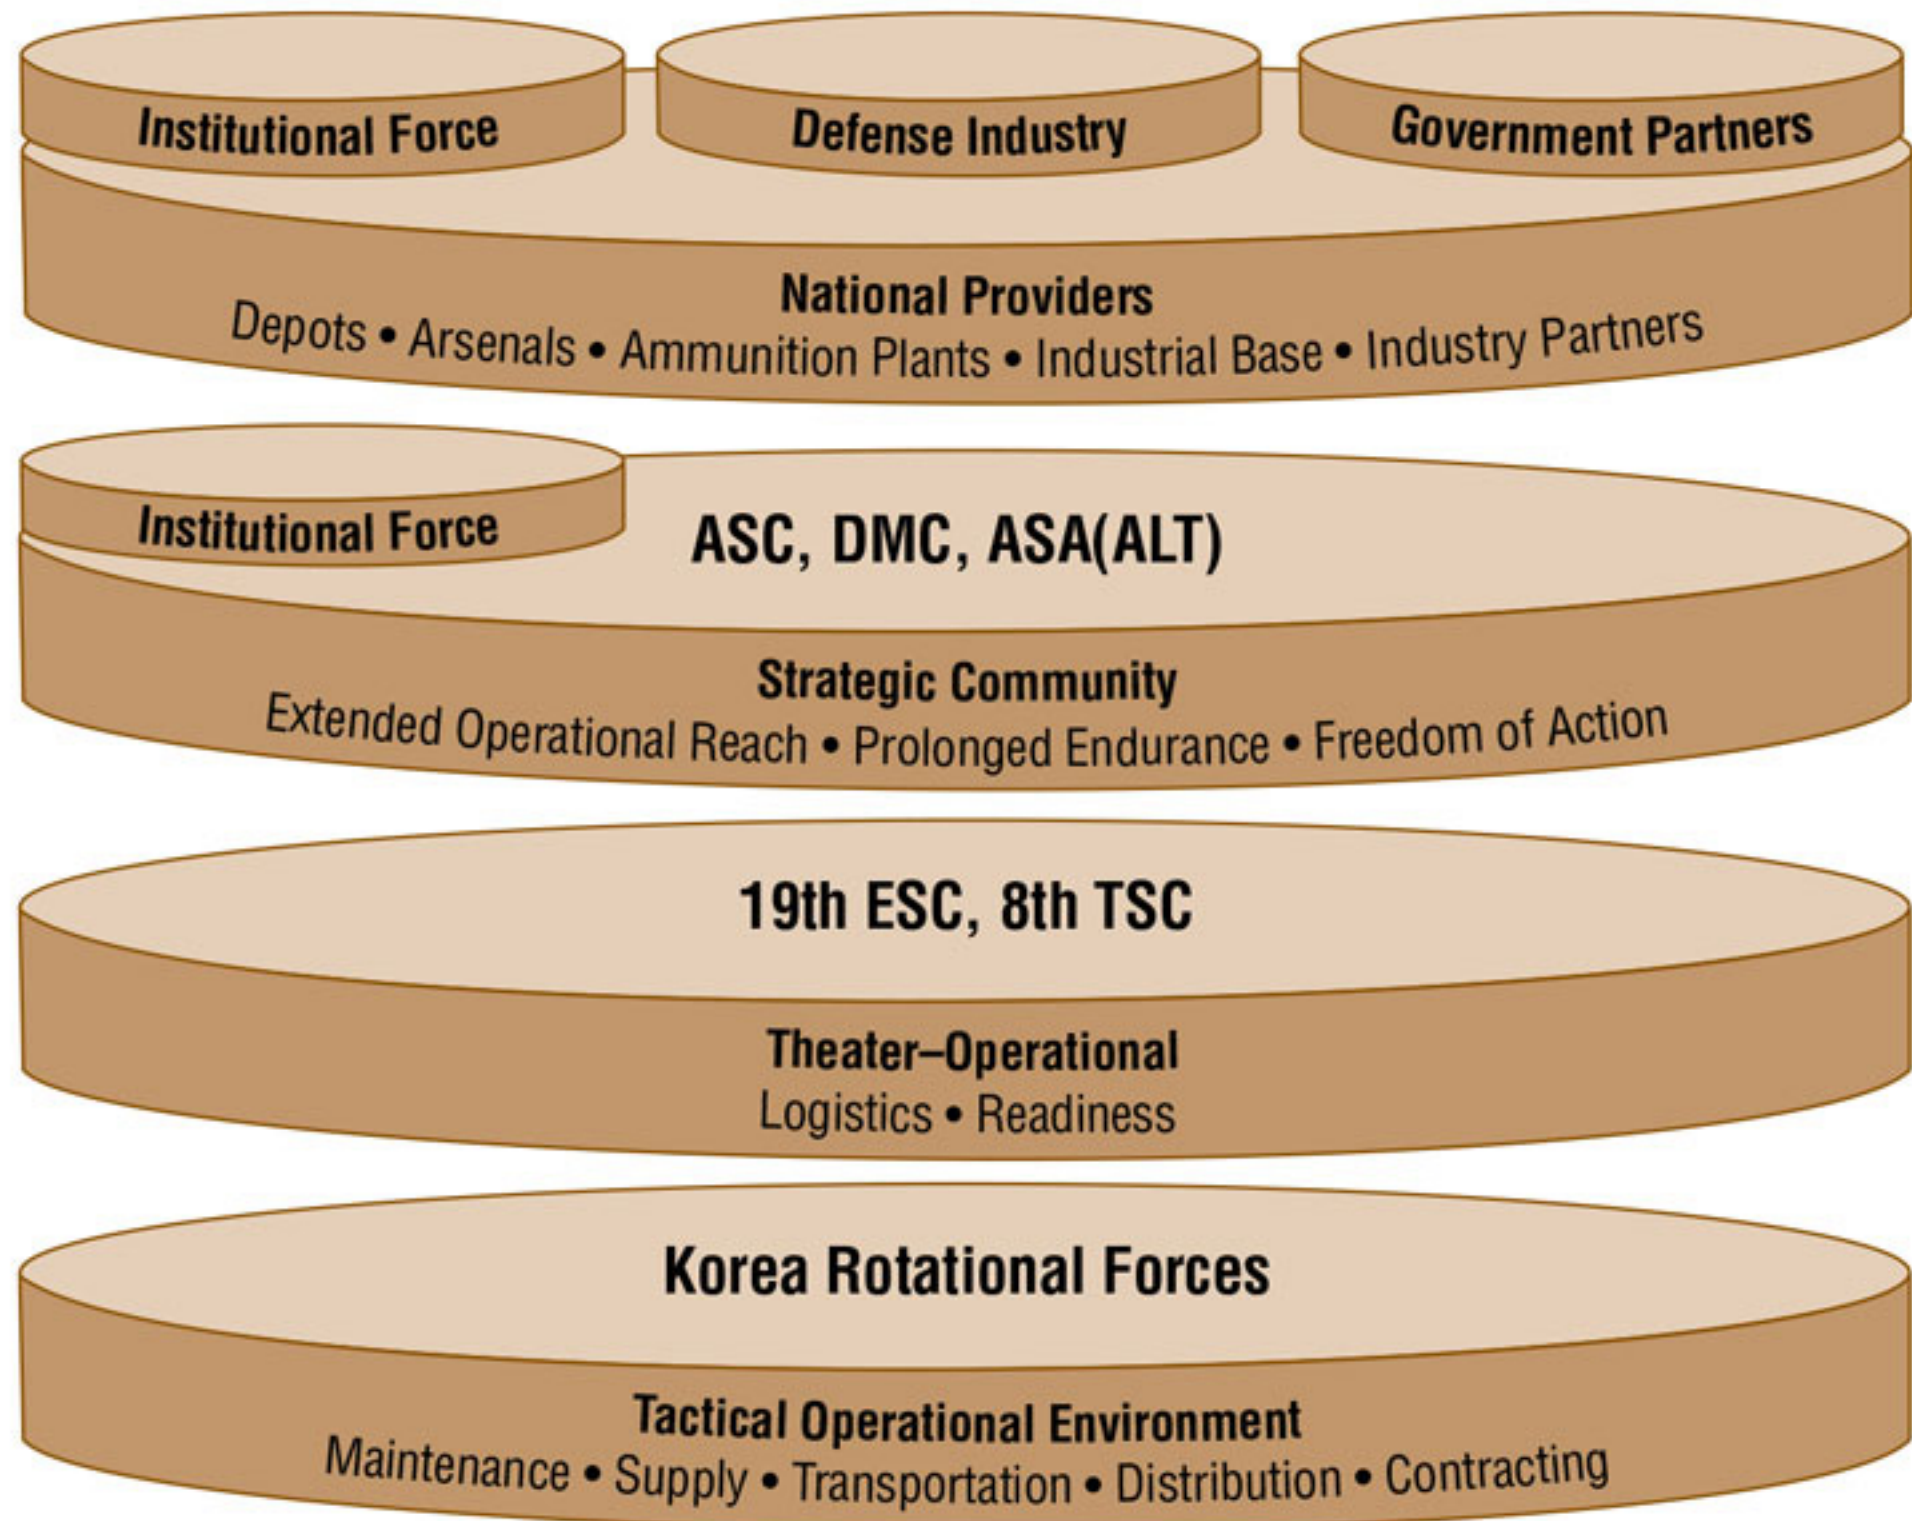 Institutional Force
Defense Industry
Government Partners
National Providers
Depots • Arsenals • Ammunition Plants • Industrial Base • Industry Partners
Institutional Force
ASC, DMC, ASA(ALT)
Strategic Community
Extended Operational Reach • Prolonged Endurance • Freedom of Action
19th ESC, 8th TSC
Theater–Operational
Logistics • Readiness
Korea Rotational Forces
Tactical Operational Environment
Maintenance • Supply • Transportation • Distribution • Contracting